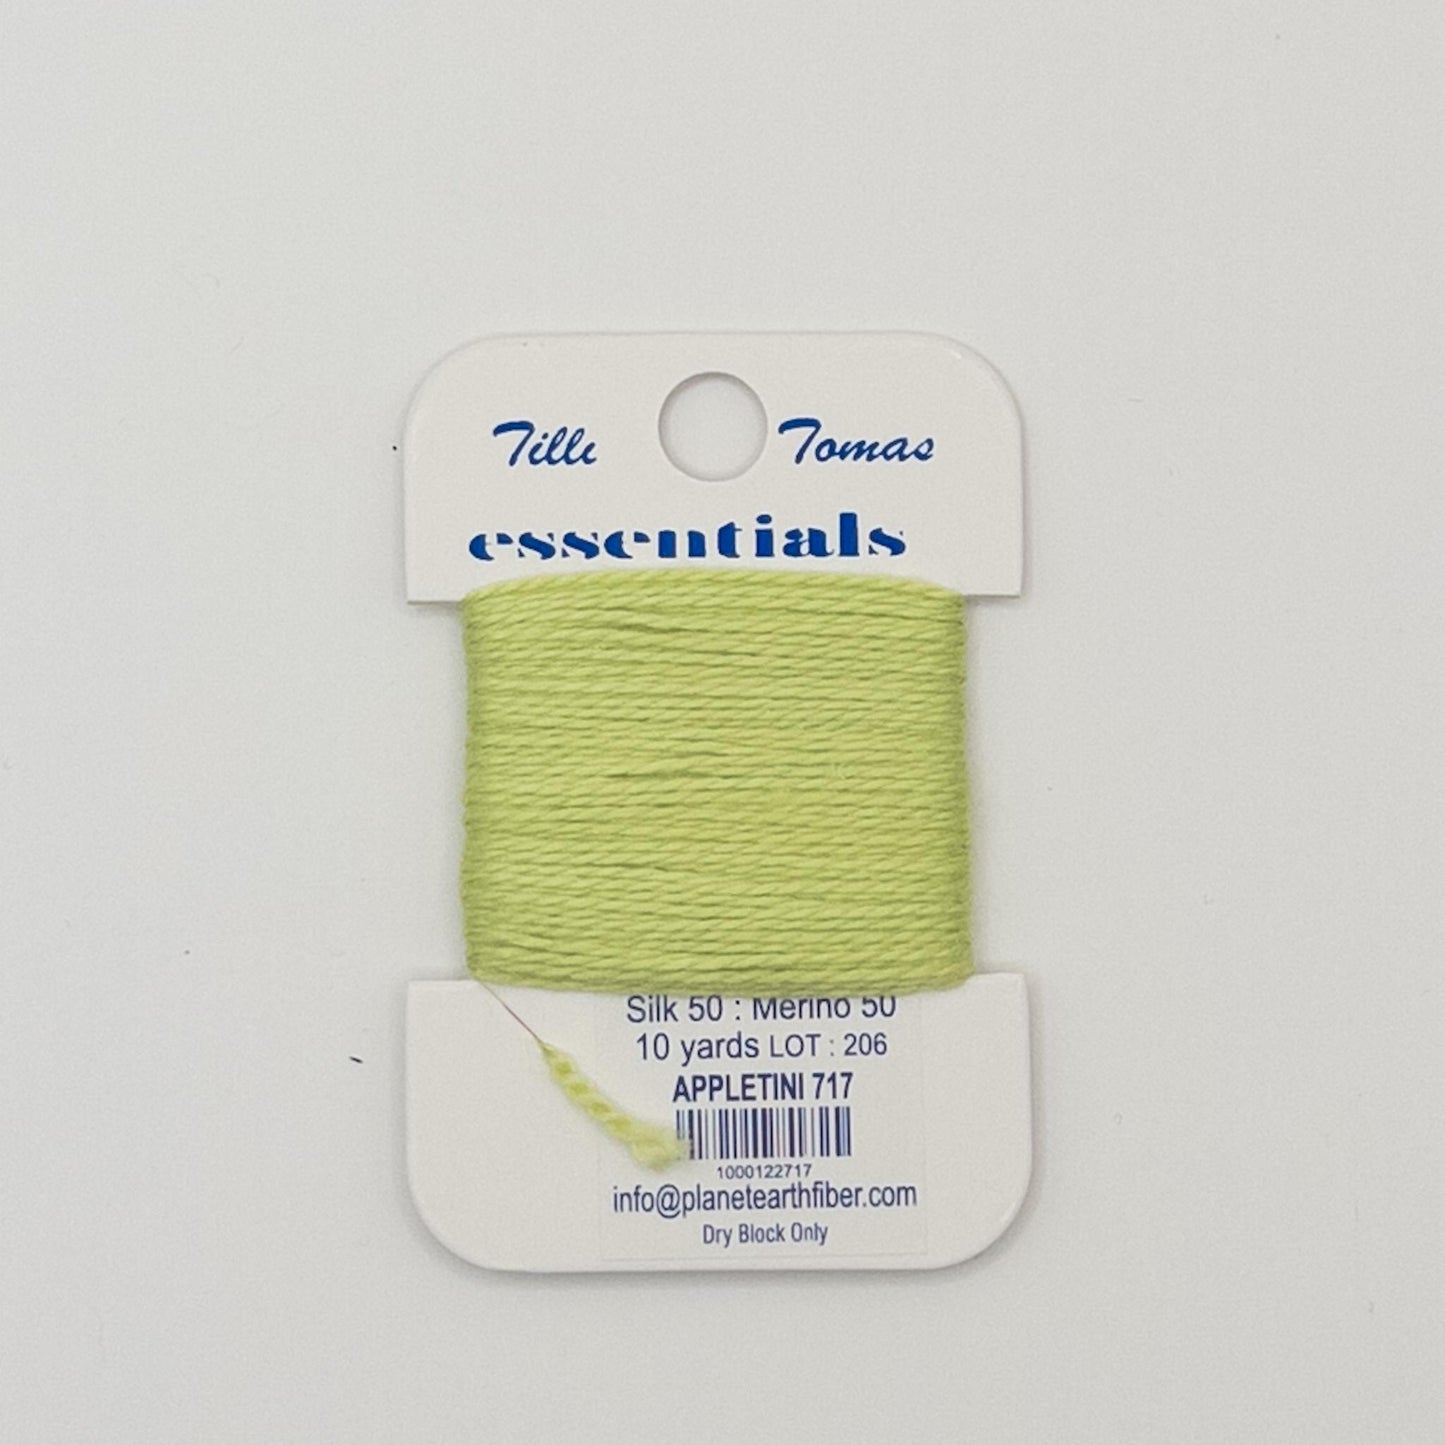 Tilli Tomas
essentials
Silk 50 : Merino 50
10 yards LOT : 206
APPLETINI 717
1000122717
info@planetearthfiber.com
Dry Block Only